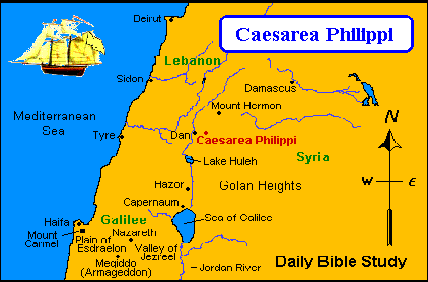 Caesarea Philippi
Beirut
Lebanon
Sidon
Damascus
Mount Hermon
Mediterranean
Sea
N
Tyre
Dan
Caesarea Philippi
Syria
Lake Huleh
W
E
Hazor
Golan Heights
Capernaum
Haifa
Galilee
Sea of Galilee
Mount
Carmel
Nazareth
Plain of
Esdraelon
Valley of
Jezreel
Megiddo
(Armageddon)
Jordan River
Daily Bible Study